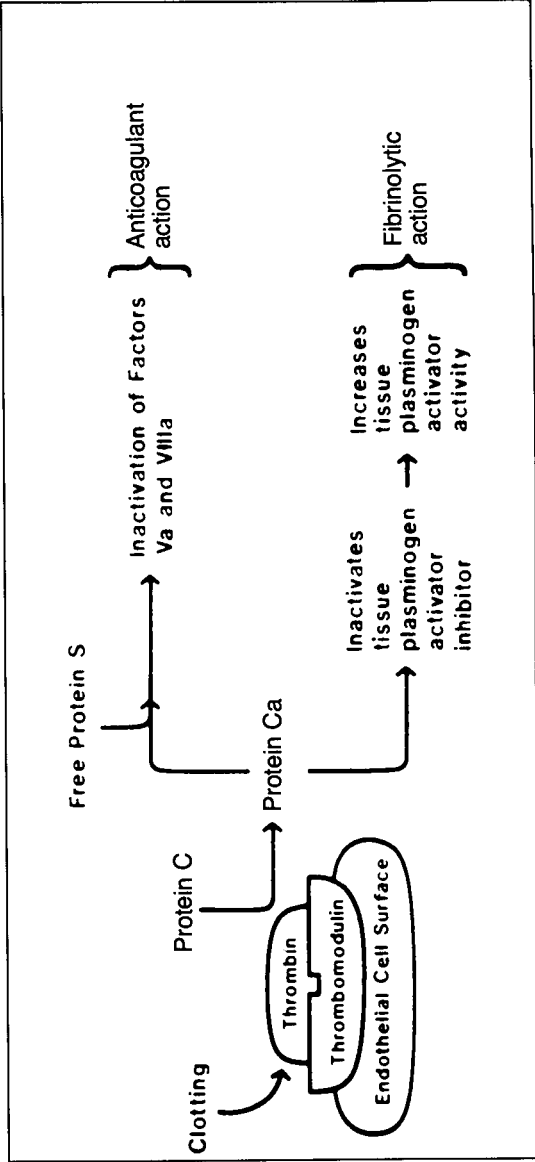 Clotting
Thrombin
Thrombomodulin
Endothelial Cell Surface
Protein C
Protein Ca
Free Protein S
Inactivation of Factors
Va and VIIIa
Anticoagulant
action
Inactivates
tissue
plasminogen
activator
inhibitor
Increases
tissue
plasminogen
activator
activity
Fibrinolytic
action